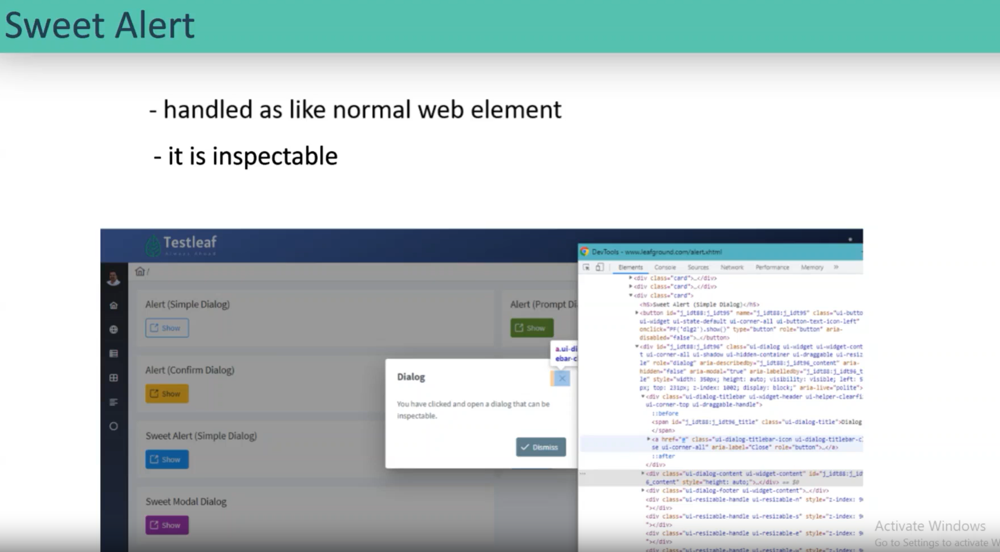 Sweet Alert
- handled as like normal web element
- it is inspectable
Testleaf
Always Ahead
DevTools - www.leafground.com/alert.xhtml
Elements Console Sources Network Performance Memory »
/
Alert (Simple Dialog)
Show
Alert (Prompt Di
Show
Alert (Confirm Dialog)
Show
Sweet Alert (Simple Dialog)
Show
Sweet Modal Dialog
Show
a.ui-di
ebar-c
Dialog
You have clicked and open a dialog that can be
inspectable.
Dismiss
<div class="card">…</div>
<div class="card">…</div>
<div class="card">
<h5>Sweet Alert (Simple Dialog)</h5>
<button id="j_idt88:j_idt95" name="j_idt88:j_idt95" class="ui-butto
ui-widget ui-state-default ui-corner-all ui-button-text-icon-left"
onclick="PF('dlg2').show()" type="button" role="button" aria-
disabled="false">…</button>
<div id="j_idt88:j_idt96" class="ui-dialog ui-widget ui-widget-cont
t ui-corner-all ui-shadow ui-hidden-container ui-draggable ui-resiz
le" role="dialog" aria-describedby="j_idt88:j_idt96_content" aria-
hidden="false" aria-modal="true" aria-labelledby="j_idt88:j_idt96_t
le" style="width: 350px; height: auto; visibility: visible; left: 5
px; top: 231px; z-index: 1002; display: block;" aria-live="polite">
<div class="ui-dialog-titlebar ui-widget-header ui-helper-clearfi
ui-corner-top ui-draggable-handle">
::before
<span id="j_idt88:j_idt96_title" class="ui-dialog-title">Dialog
</span>
<a href="#" class="ui-dialog-titlebar-icon ui-dialog-titlebar-cl
se ui-corner-all" aria-label="Close" role="button">…</a>
::after
</div>
<div class="ui-dialog-content ui-widget-content" id="j_idt88:j_id
6_content" style="height: auto;">…</div> == $0
<div class="ui-dialog-footer ui-widget-content">…</div>
<div class="ui-resizable-handle ui-resizable-n" style="z-index: 9
"></div>
<div class="ui-resizable-handle ui-resizable-s" style="z-index: 9
"></div>
<div class="ui-resizable-handle ui-resizable-e" style="z-index: 9
"></div>
<div class="ui-resizable-handle ui-resizable-w" style="z-index: 9
Activate Windows
Go to Settings to activate W